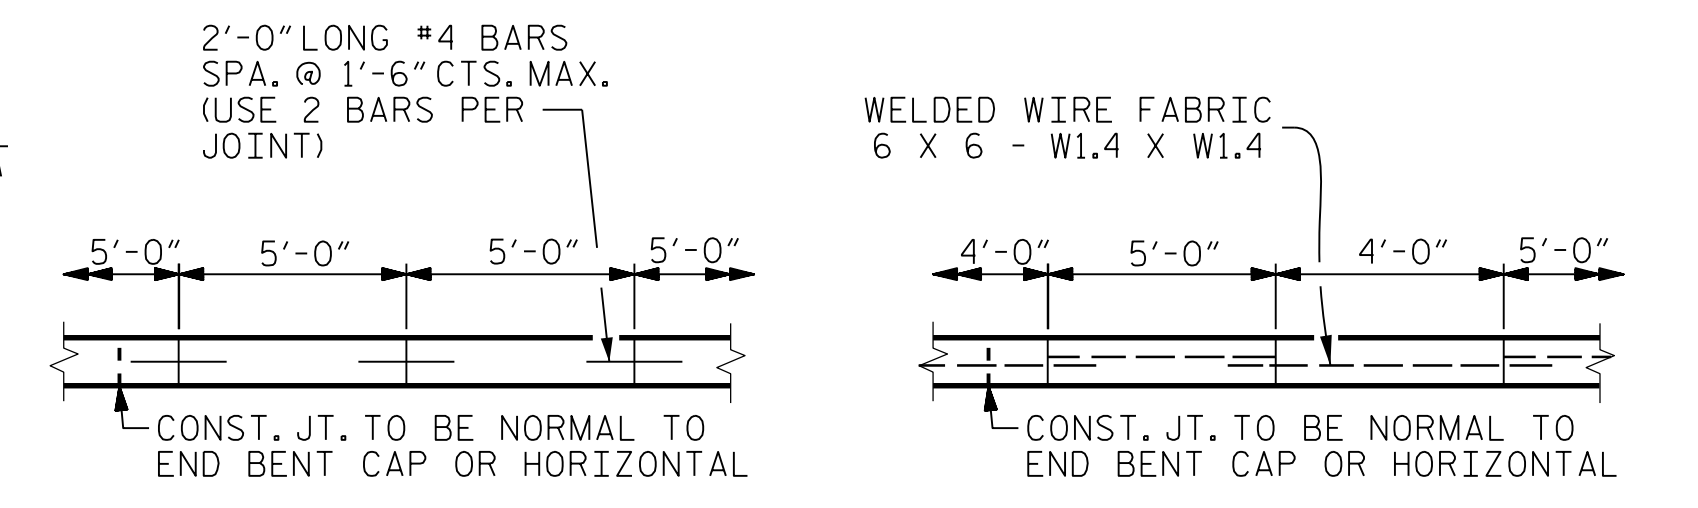 2'-0" LONG #4 BARS
SPA. @ 1'-6" CTS. MAX.
(USE 2 BARS PER
JOINT)
5'-0"
5'-0"
5'-0"
5'-0"
CONST. JT. TO BE NORMAL TO
END BENT CAP OR HORIZONTAL
WELDED WIRE FABRIC
6 X 6 - W1.4 X W1.4
4'-0"
5'-0"
4'-0"
5'-0"
CONST. JT. TO BE NORMAL TO
END BENT CAP OR HORIZONTAL